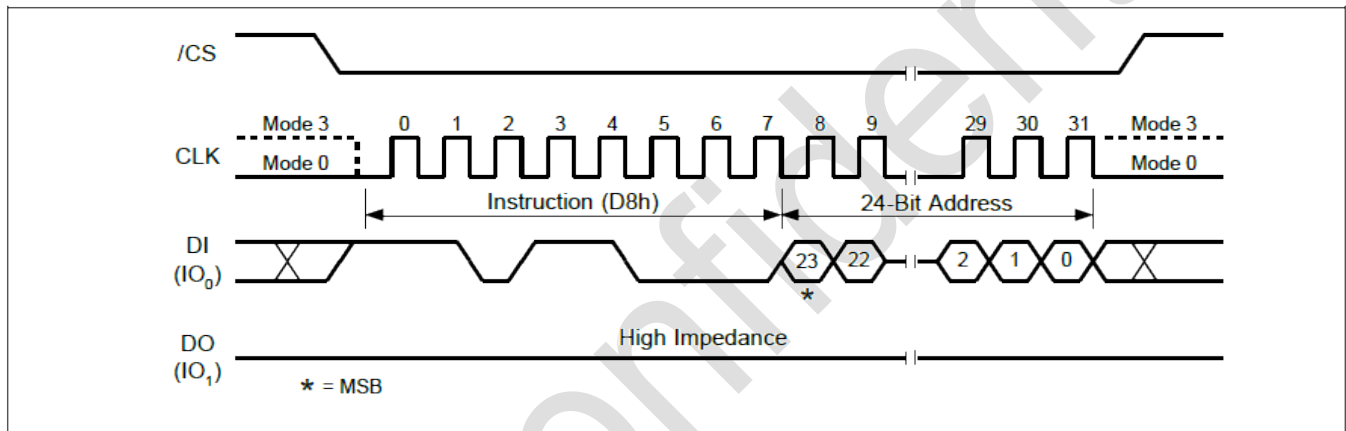 /CS
Mode 3 0 1 2 3 4 5 6 7 8 9 29 30 31 Mode 3
CLK
Mode 0 Mode 0
Instruction (D8h) 24-Bit Address
DI
(IO0) 23 22 2 1 0
*
High Impedance
DO
(IO1)
* = MSB